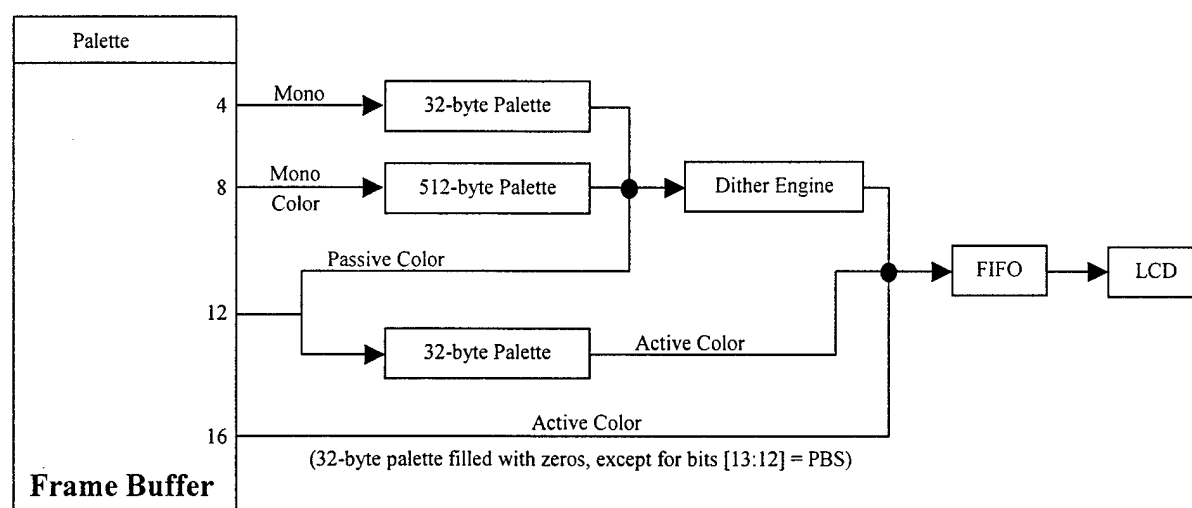 Palette
4
Mono
32-byte Palette
8
Mono
Color
512-byte Palette
Dither Engine
Passive Color
FIFO
LCD
12
32-byte Palette
Active Color
16
Active Color
(32-byte palette filled with zeros, except for bits [13:12] = PBS)
Frame Buffer